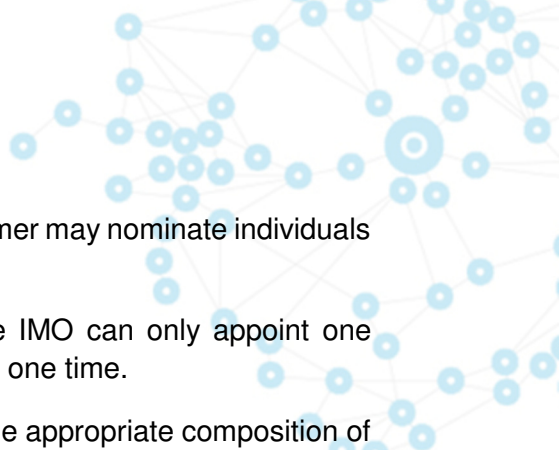 mer may nominate individuals
IMO can only appoint one
one time.
e appropriate composition of